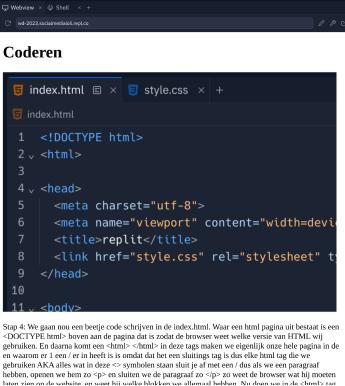 Webview × Shell × +
wd-2023.socialmediaioli.repl.co
Coderen
index.html × style.css × +
index.html
1 <!DOCTYPE html>
2 <html>
3
4 <head>
5 <meta charset="utf-8">
6 <meta name="viewport" content="width=devi
7 <title>replit</title>
8 <link href="style.css" rel="stylesheet" ty
9 </head>
10
11 <body>
Stap 4: We gaan nou een beetje code schrijven in de index.html. Waar een html pagina uit bestaat is een
<DOCTYPE html> boven aan de pagina dat is zodat de browser weet welke versie van HTML wij
gebruiken. En daarna komt een <html> </html> in deze tags maken we eigenlijk onze hele pagina in de
en waarom er 1 een / er in heeft is is omdat dat het een sluitings tag is dus elke html tag die we
gebruiken AKA alles wat in deze <> symbolen staan sluit je af met een / dus als we een paragraaf
hebben, openen we hem zo <p> en sluiten we de paragraaf zo </p> zo weet de browser wat hij moeten
laten zien op de website, en weet hij welke blokken we allemaal hebben. Nu doen we in de <html> tag